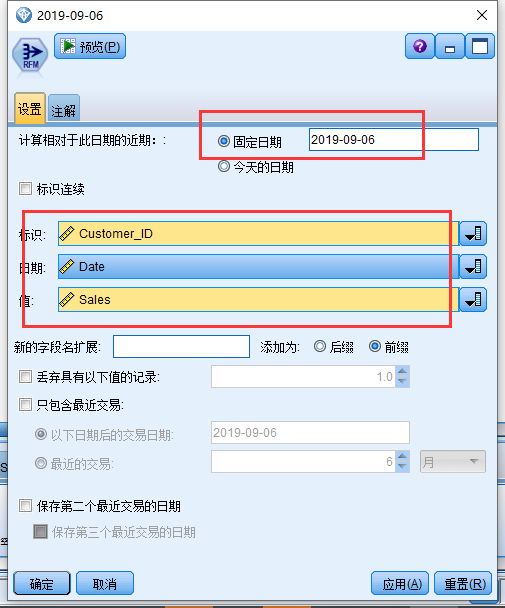 2019-09-06
RFM
预览(P)
设置 注解
计算相对于此日期的近期: : 固定日期 2019-09-06
今天的日期
标识连续
标识: Customer_ID
日期: Date
值: Sales
新的字段名扩展: 添加为: 后缀 前缀
丢弃具有以下值的记录: 1.0
只包含最近交易:
以下日期后的交易日期: 2019-09-06
最近的交易: 6 月
保存第二个最近交易的日期
保存第三个最近交易的日期
确定 取消 应用(A) 重置(R)